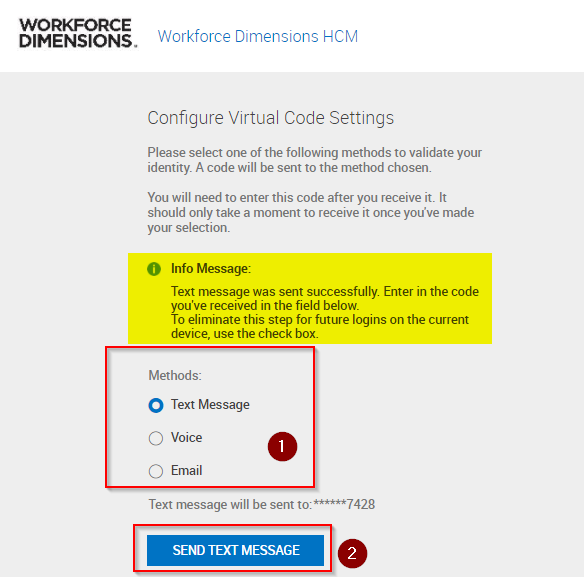 WORKFORCE
DIMENSIONS.
Workforce Dimensions HCM
Configure Virtual Code Settings
Please select one of the following methods to validate your
identity. A code will be sent to the method chosen.
You will need to enter this code after you receive it. It
should only take a moment to receive it once you've made
your selection.
Info Message:
Text message was sent successfully. Enter in the code
you've received in the field below.
To eliminate this step for future logins on the current
device, use the check box.
Methods:
Text Message
Voice
1
Email
Text message will be sent to:******7428
SEND TEXT MESSAGE
2